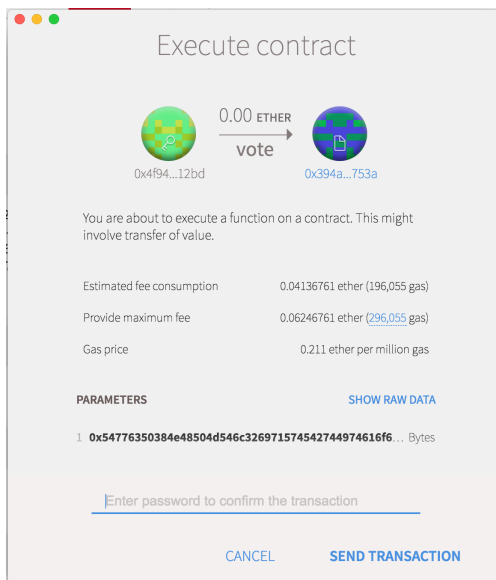 Execute contract
0.00 ETHER
vote
0x4f94...12bd
0x394a...753a
You are about to execute a function on a contract. This might
involve transfer of value.
Estimated fee consumption 0.04136761 ether (196,055 gas)
Provide maximum fee 0.06246761 ether (296,055 gas)
Gas price 0.211 ether per million gas
PARAMETERS SHOW RAW DATA
1 0x54776350384e48504d546c326971574542744974616f6... Bytes
Enter password to confirm the transaction
CANCEL SEND TRANSACTION